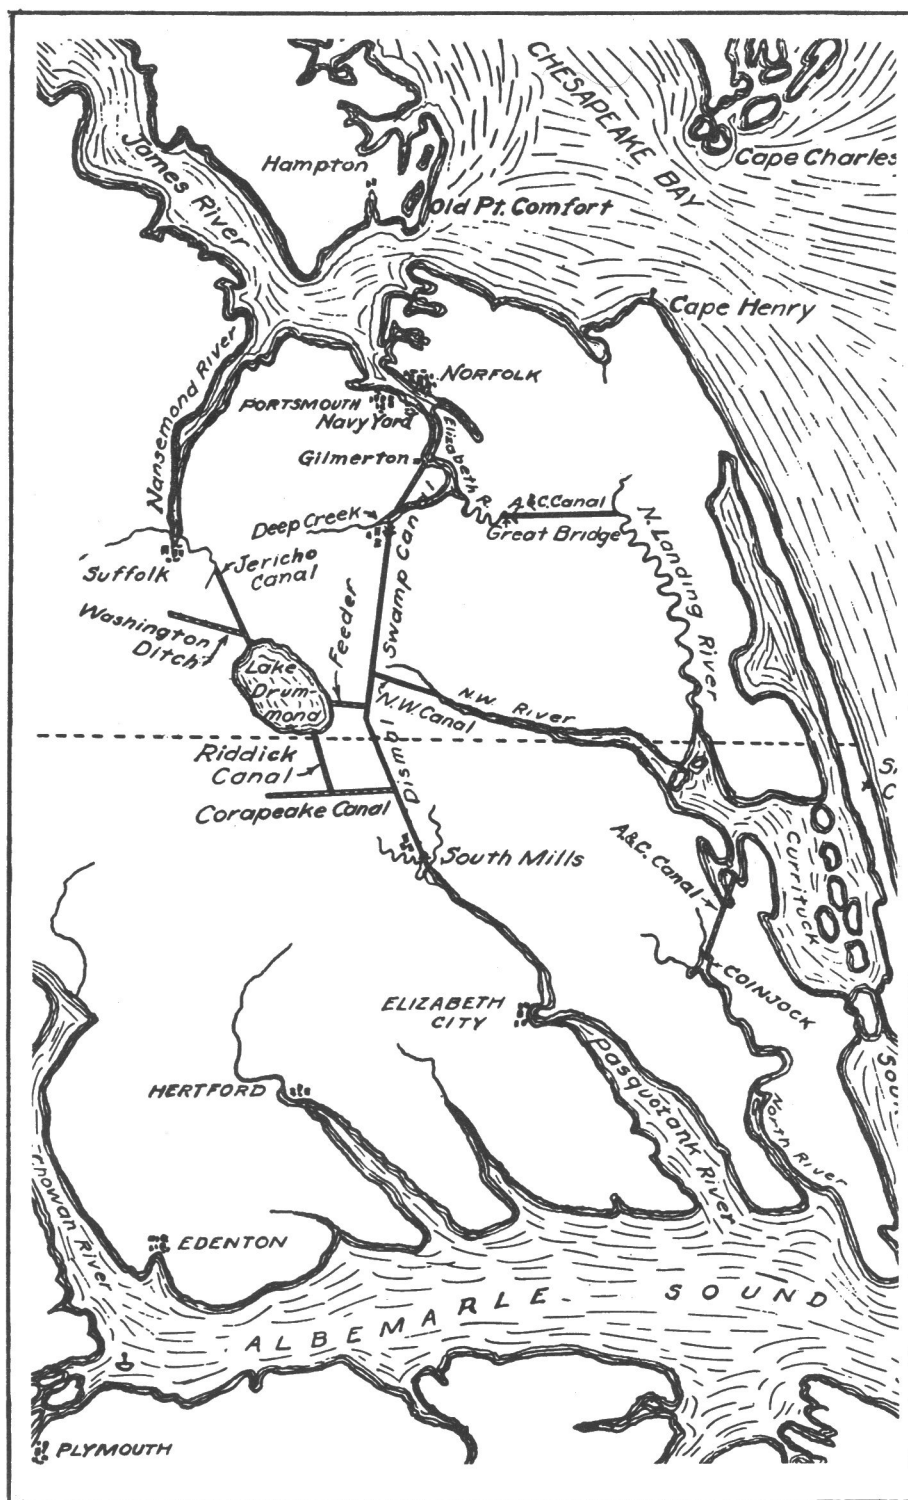 CHESAPEAKE BAY
James River
Hampton
Cape Charles
Old Pt. Comfort
Cape Henry
Nansemond River
NORFOLK
PORTSMOUTH
Navy Yard
Elizabeth R.
Gilmerton
A.&C. Canal
Great Bridge
Deep Creek
N. Landing River
Suffolk
Jericho
Canal
Washington
Ditch
Feeder
Dismal Swamp Canal
Lake
Drum-
mond
N.W. Canal
N.W. River
Riddick
Canal
Corapeake Canal
South Mills
A.&C. Canal
Currituck
COINJOCK
ELIZABETH
CITY
Pasquotank River
North River
HERTFORD
EDENTON
ALBEMARLE SOUND
PLYMOUTH